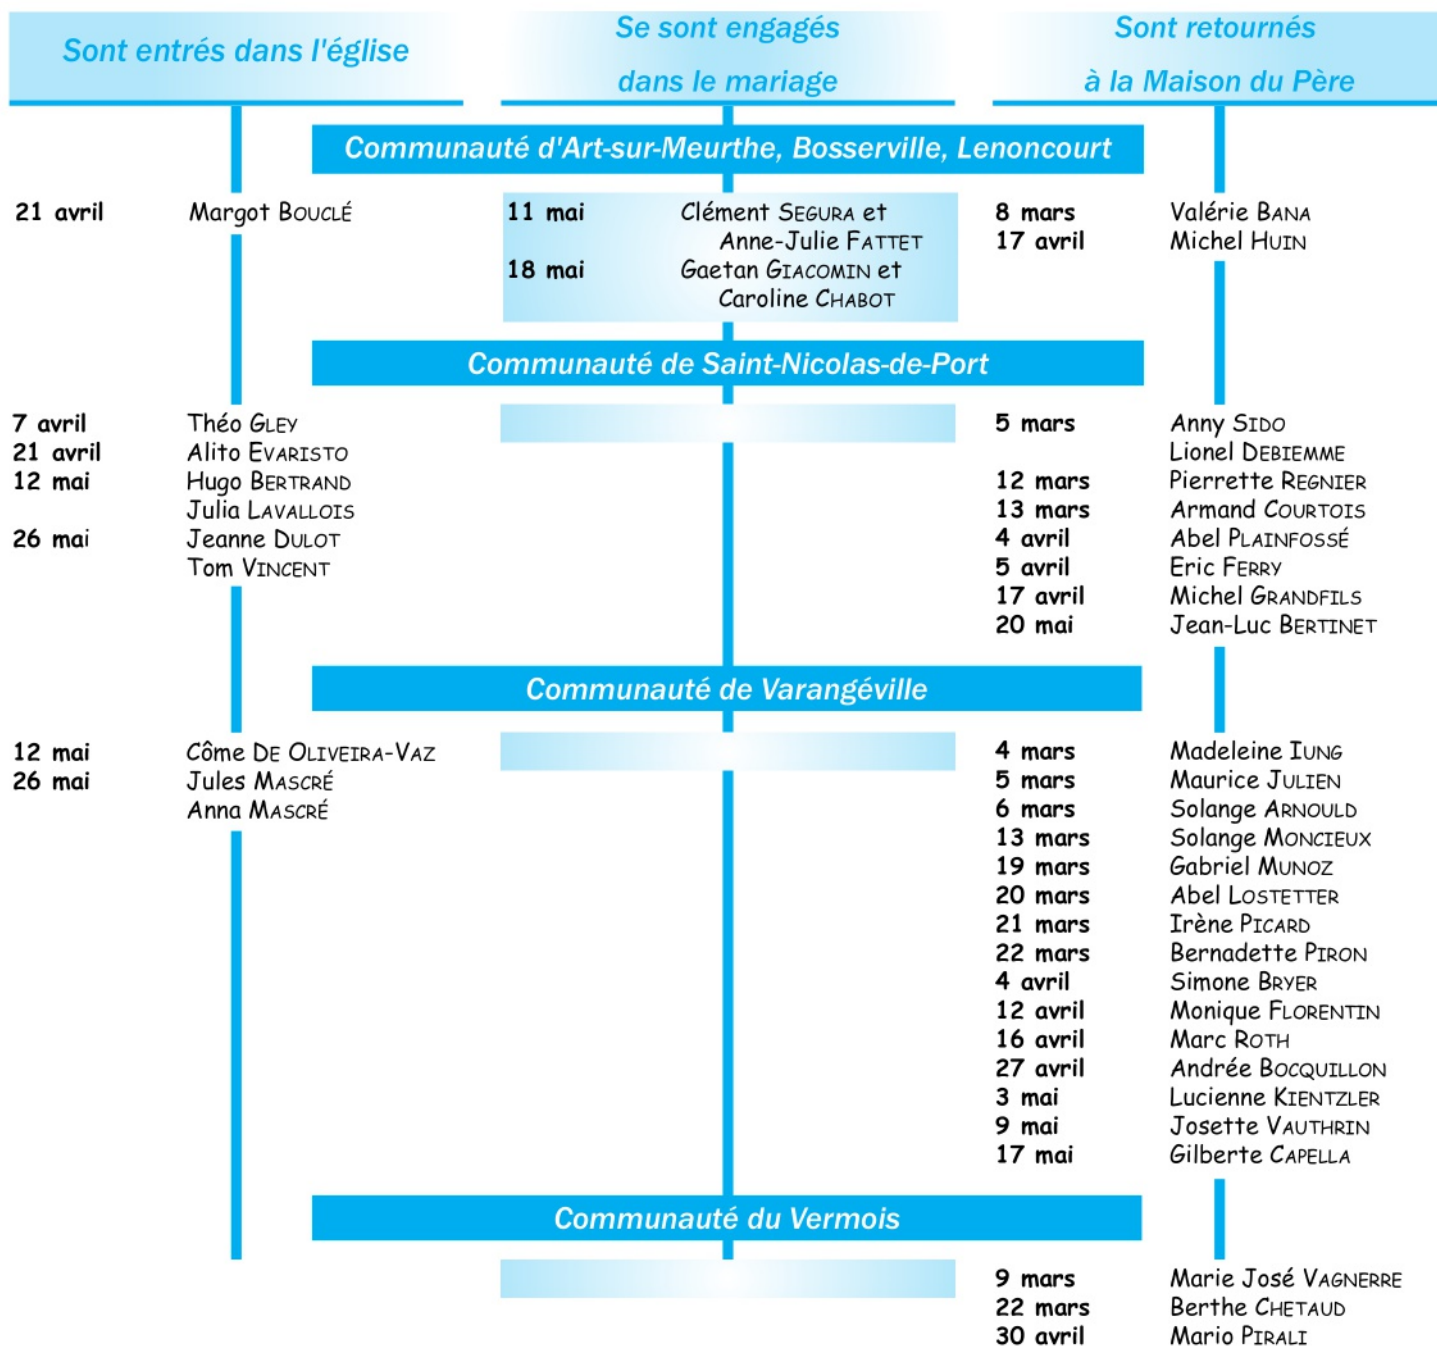 Sont entrés dans l'église
Se sont engagés
dans le mariage
Sont retournés
à la Maison du Père
Communauté d'Art-sur-Meurthe, Bosserville, Lenoncourt
21 avril Margot BOUCLÉ
11 mai Clément SEGURA et
Anne-Julie FATTET
18 mai Gaetan GIACOMIN et
Caroline CHABOT
8 mars Valérie BANA
17 avril Michel HUIN
Communauté de Saint-Nicolas-de-Port
7 avril Théo GLEY
21 avril Alito EVARISTO
12 mai Hugo BERTRAND
Julia LAVALLOIS
26 mai Jeanne DULOT
Tom VINCENT
5 mars Anny SIDO
Lionel DEBIEMME
12 mars Pierrette REGNIER
13 mars Armand COURTOIS
4 avril Abel PLAINFOSSÉ
5 avril Eric FERRY
17 avril Michel GRANDFILS
20 mai Jean-Luc BERTINET
Communauté de Varangéville
12 mai Côme DE OLIVEIRA-VAZ
26 mai Jules MASCRÉ
Anna MASCRÉ
4 mars Madeleine IUNG
5 mars Maurice JULIEN
6 mars Solange ARNOULD
13 mars Solange MONCIEUX
19 mars Gabriel MUNOZ
20 mars Abel LOSTETTER
21 mars Irène PICARD
22 mars Bernadette PIRON
4 avril Simone BRYER
12 avril Monique FLORENTIN
16 avril Marc ROTH
27 avril Andrée BOCQUILLON
3 mai Lucienne KIENTZLER
9 mai Josette VAUTHRIN
17 mai Gilberte CAPELLA
Communauté du Vermois
9 mars Marie José VAGNERRE
22 mars Berthe CHETAUD
30 avril Mario PIRALI